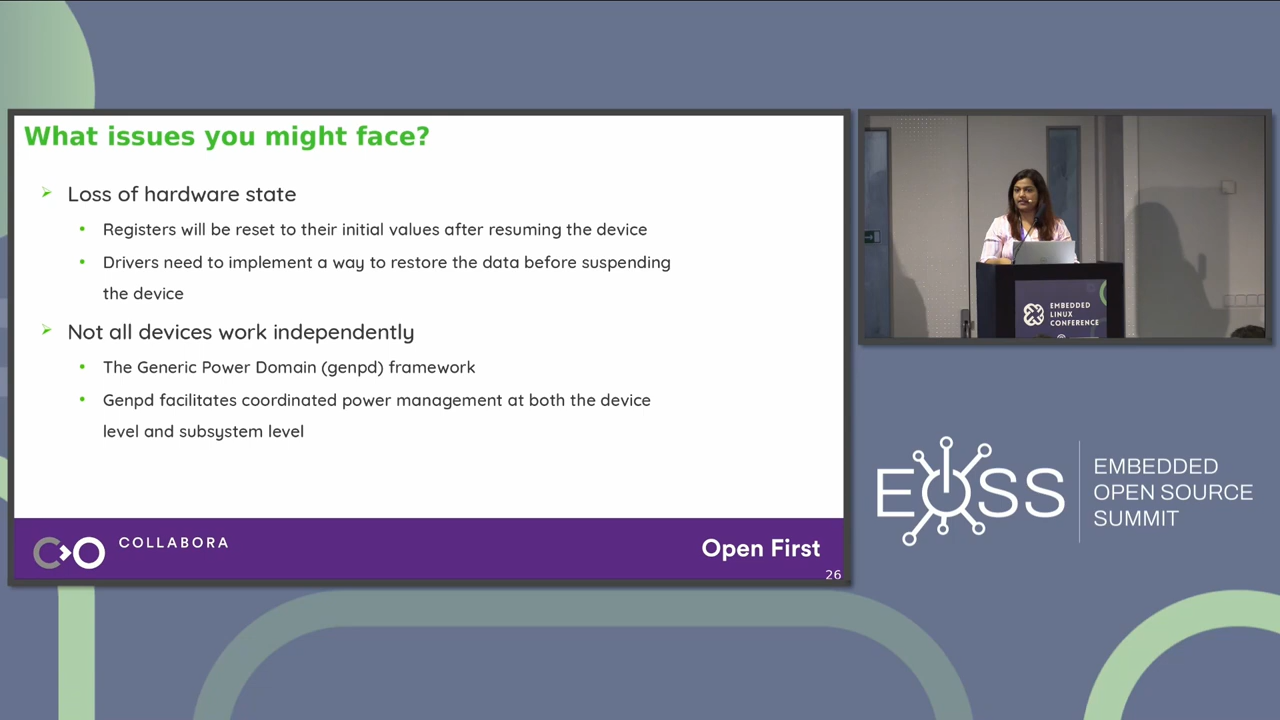 What issues you might face?
Loss of hardware state
Registers will be reset to their initial values after resuming the device
Drivers need to implement a way to restore the data before suspending
the device
Not all devices work independently
The Generic Power Domain (genpd) framework
Genpd facilitates coordinated power management at both the device
level and subsystem level
COLLABORA
Open First
26
EMBEDDED
LINUX
CONFERENCE
EOSS
EMBEDDED
OPEN SOURCE
SUMMIT